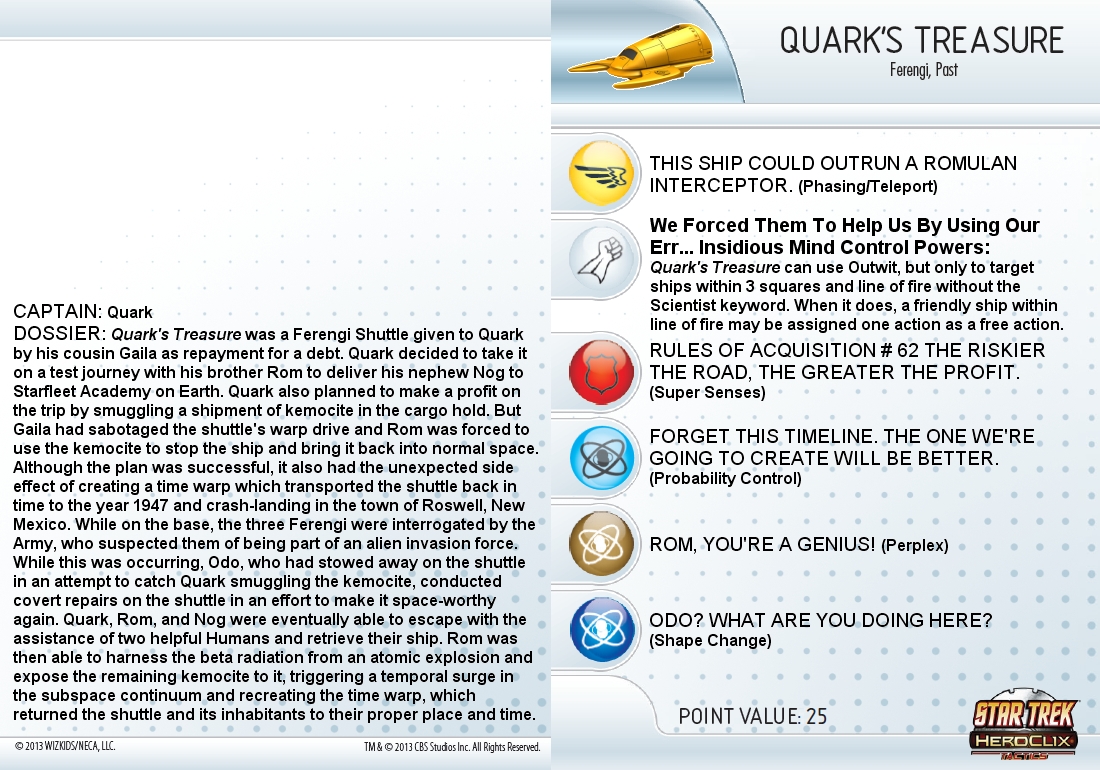 CAPTAIN: Quark
DOSSIER: Quark's Treasure was a Ferengi Shuttle given to Quark
by his cousin Gaila as repayment for a debt. Quark decided to take it
on a test journey with his brother Rom to deliver his nephew Nog to
Starfleet Academy on Earth. Quark also planned to make a profit on
the trip by smuggling a shipment of kemocite in the cargo hold. But
Gaila had sabotaged the shuttle's warp drive and Rom was forced to
use the kemocite to stop the ship and bring it back into normal space.
Although the plan was successful, it also had the unexpected side
effect of creating a time warp which transported the shuttle back in
time to the year 1947 and crash-landing in the town of Roswell, New
Mexico. While on the base, the three Ferengi were interrogated by the
Army, who suspected them of being part of an alien invasion force.
While this was occurring, Odo, who had stowed away on the shuttle
in an attempt to catch Quark smuggling the kemocite, conducted
covert repairs on the shuttle in an effort to make it space-worthy
again. Quark, Rom, and Nog were eventually able to escape with the
assistance of two helpful Humans and retrieve their ship. Rom was
then able to harness the beta radiation from an atomic explosion and
expose the remaining kemocite to it, triggering a temporal surge in
the subspace continuum and recreating the time warp, which
returned the shuttle and its inhabitants to their proper place and time.
© 2013 WIZKIDS/NECA, LLC.
TM & © 2013 CBS Studios Inc. All Rights Reserved.
QUARK'S TREASURE
Ferengi, Past
THIS SHIP COULD OUTRUN A ROMULAN
INTERCEPTOR. (Phasing/Teleport)
We Forced Them To Help Us By Using Our
Err... Insidious Mind Control Powers:
Quark's Treasure can use Outwit, but only to target
ships within 3 squares and line of fire without the
Scientist keyword. When it does, a friendly ship within
line of fire may be assigned one action as a free action.
RULES OF ACQUISITION # 62 THE RISKIER
THE ROAD, THE GREATER THE PROFIT.
(Super Senses)
FORGET THIS TIMELINE. THE ONE WE'RE
GOING TO CREATE WILL BE BETTER.
(Probability Control)
ROM, YOU'RE A GENIUS! (Perplex)
ODO? WHAT ARE YOU DOING HERE?
(Shape Change)
POINT VALUE: 25
STAR TREK
HEROCLIX
TACTICS